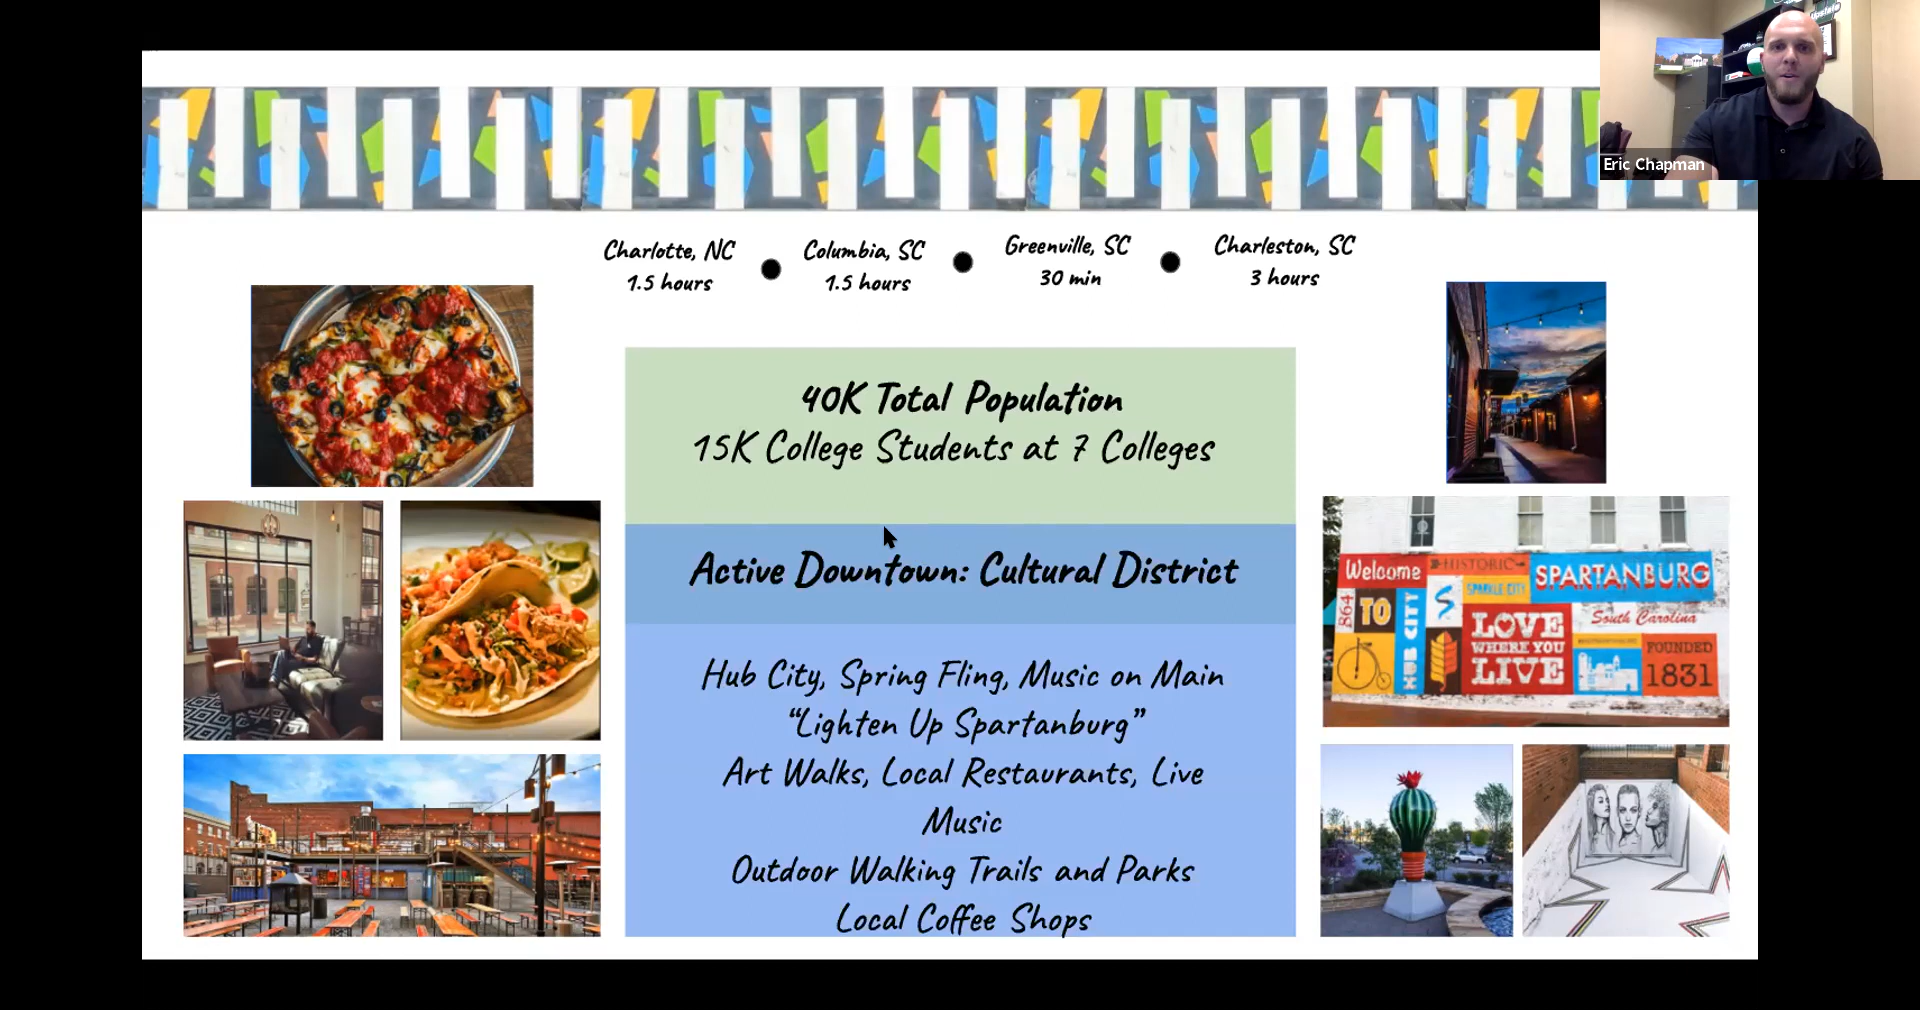 Eric Chapman
Charlotte, NC
1.5 hours
Columbia, SC
1.5 hours
Greenville, SC
30 min
Charleston, SC
3 hours
40K Total Population
15K College Students at 7 Colleges
Active Downtown: Cultural District
Hub City, Spring Fling, Music on Main
“Lighten Up Spartanburg”
Art Walks, Local Restaurants, Live
Music
Outdoor Walking Trails and Parks
Local Coffee Shops
Welcome
HISTORIC
SPARTANBURG
SPARKLE CITY
864
TO
HUB CITY
S
LOVE
WHERE YOU
LIVE
South Carolina
FOUNDED
1831